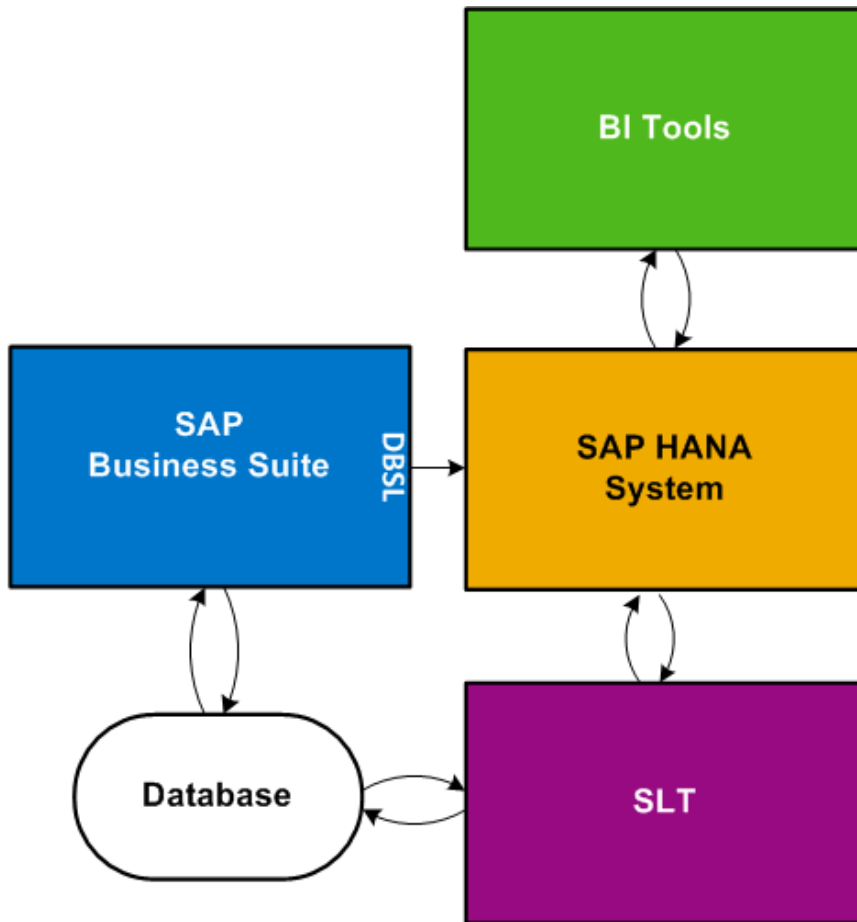 BI Tools
SAP
Business Suite
DBSL
SAP HANA
System
Database
SLT